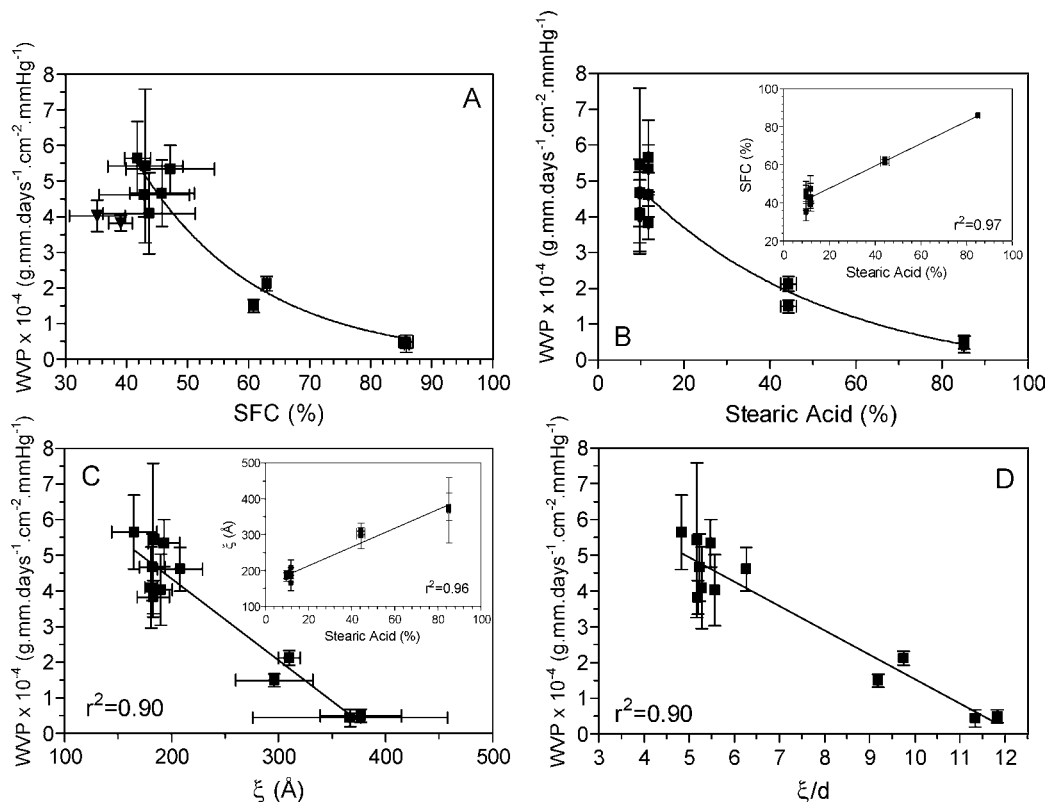 A
WVP x 10-4 (g.mm.days-1.cm-2.mmHg-1)
8
7
6
5
4
3
2
1
0
30 40 50 60 70 80 90 100
SFC (%)
B
WVP x 10-4 (g.mm.days-1.cm-2.mmHg-1)
8
7
6
5
4
3
2
1
0
0 20 40 60 80 100
Stearic Acid (%)
SFC (%)
100
80
60
40
20
0 20 40 60 80 100
Stearic Acid (%)
r2=0.97
C
WVP x 10-4 (g.mm.days-1.cm-2.mmHg-1)
8
7
6
5
4
3
2
1
0
100 200 300 400 500
ξ (Å)
r2=0.90
ξ (Å)
500
400
300
200
100
0 20 40 60 80 100
Stearic Acid (%)
r2=0.96
D
WVP x 10-4 (g.mm.days-1.cm-2.mmHg-1)
8
7
6
5
4
3
2
1
0
3 4 5 6 7 8 9 10 11 12
ξ/d
r2=0.90